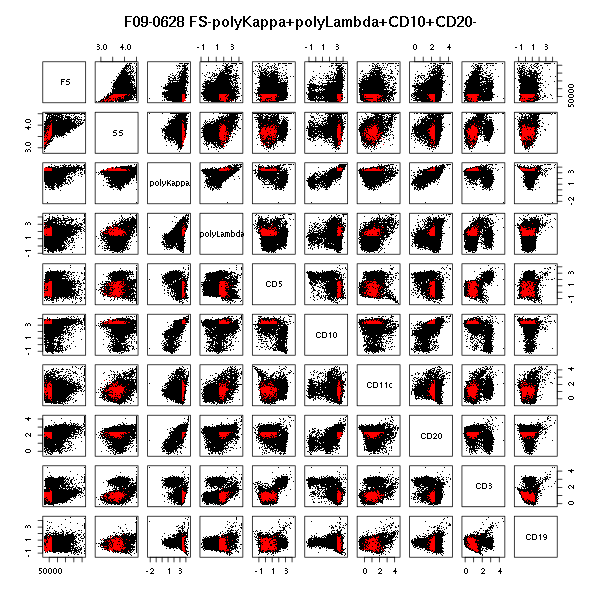 F09-0628 FS-polyKappa+polyLambda+CD10+CD20-
3.0 4.0 -1 1 3 -1 1 3 0 2 4 -1 1 3
FS
50000
3.0 4.0
SS
polyKappa
-2 1 3
-1 1 3
polyLambda
CD5
-1 1 3
-1 1 3
CD10
CD11c
0 2 4
0 2 4
CD20
CD3
0 2 4
0 2 4
CD19
50000 -2 1 3 -1 1 3 0 2 4 0 2 4